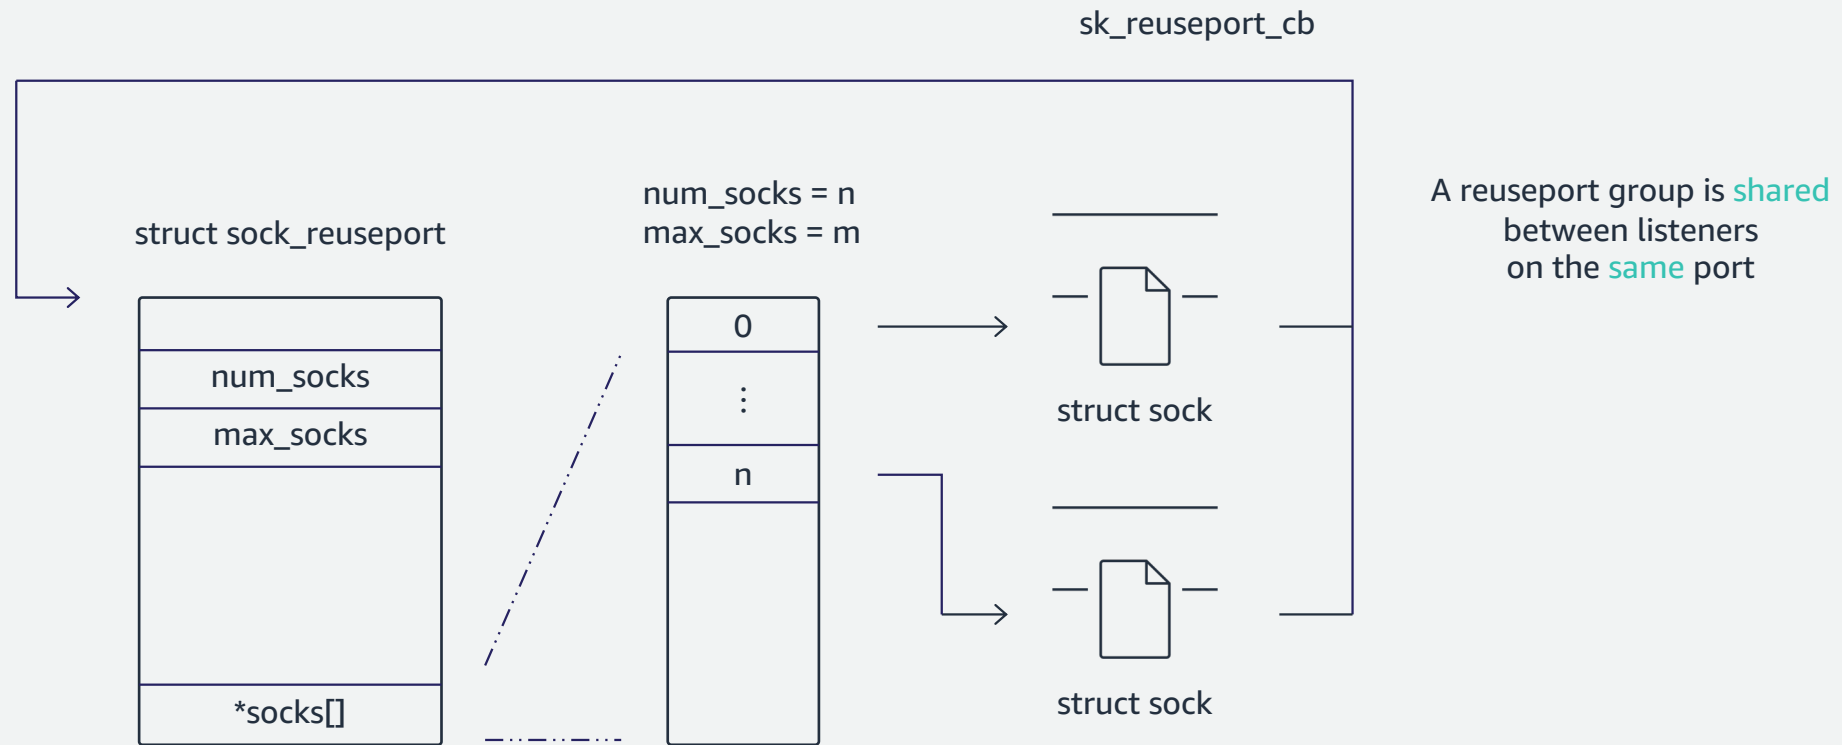 sk_reuseport_cb
struct sock_reuseport
num_socks
max_socks
*socks[]
num_socks = n
max_socks = m
0
⋮
n
struct sock
struct sock
A reuseport group is shared
between listeners
on the same port